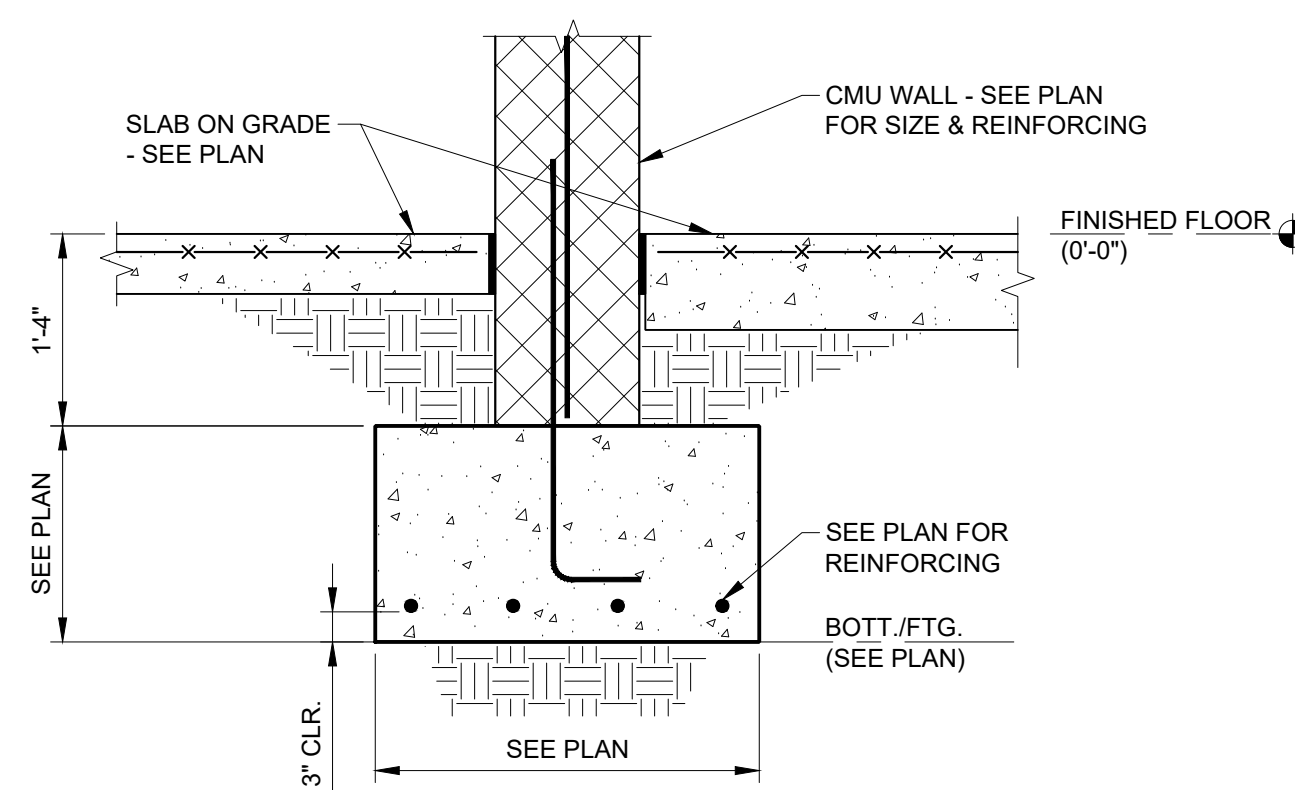 SLAB ON GRADE
- SEE PLAN
CMU WALL - SEE PLAN
FOR SIZE & REINFORCING
FINISHED FLOOR
(0'-0")
1'-4"
SEE PLAN
SEE PLAN FOR
REINFORCING
BOTT./FTG.
(SEE PLAN)
3" CLR.
SEE PLAN